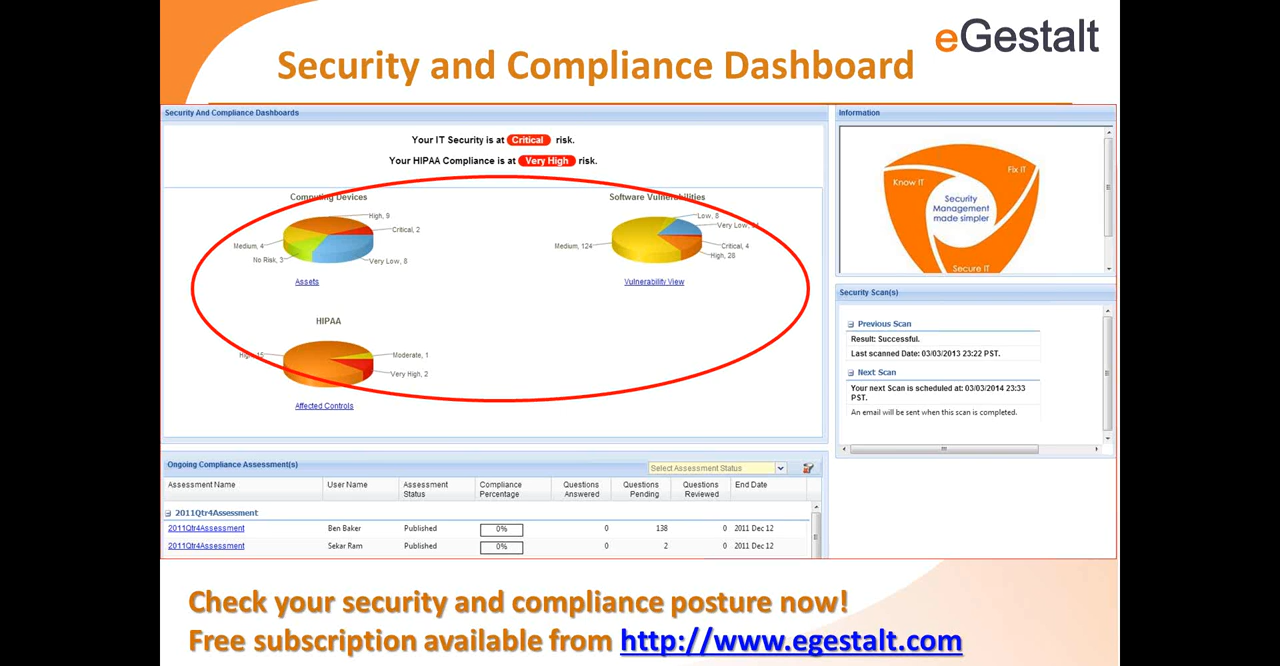 eGestalt
Security and Compliance Dashboard
Security And Compliance Dashboards
Your IT Security is at Critical risk.
Your HIPAA Compliance is at Very High risk.
Computing Devices
High, 9
Critical, 2
Medium, 4
No Risk, 3
Very Low, 8
Assets
Software Vulnerabilities
Low, 8
Very Low,
Medium, 124
Critical, 4
High, 28
Vulnerability View
HIPAA
High, 15
Moderate, 1
Very High, 2
Affected Controls
Information
Know IT
Fix IT
Security
Management
made simpler
Secure IT
Security Scan(s)
Previous Scan
Result: Successful.
Last scanned Date: 03/03/2013 23:22 PST.
Next Scan
Your next Scan is scheduled at: 03/03/2014 23:33
PST.
An email will be sent when this scan is completed.
Ongoing Compliance Assessment(s)
Select Assessment Status
Assessment Name User Name Assessment Status Compliance Percentage Questions Answered Questions Pending Questions Reviewed End Date
2011Qtr4Assessment
2011Qtr4Assessment Ben Baker Published 0% 0 138 0 2011 Dec 12
2011Qtr4Assessment Sekar Ram Published 0% 0 2 0 2011 Dec 12
Check your security and compliance posture now!
Free subscription available from http://www.egestalt.com